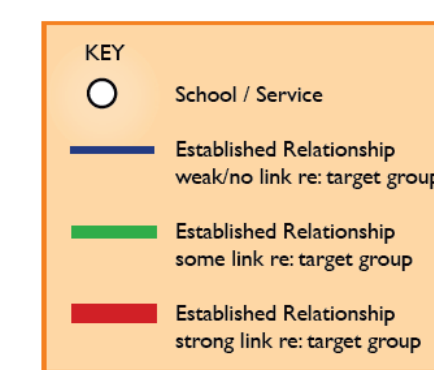 KEY
School / Service
Established Relationship
weak/no link re: target group
Established Relationship
some link re: target group
Established Relationship
strong link re: target group